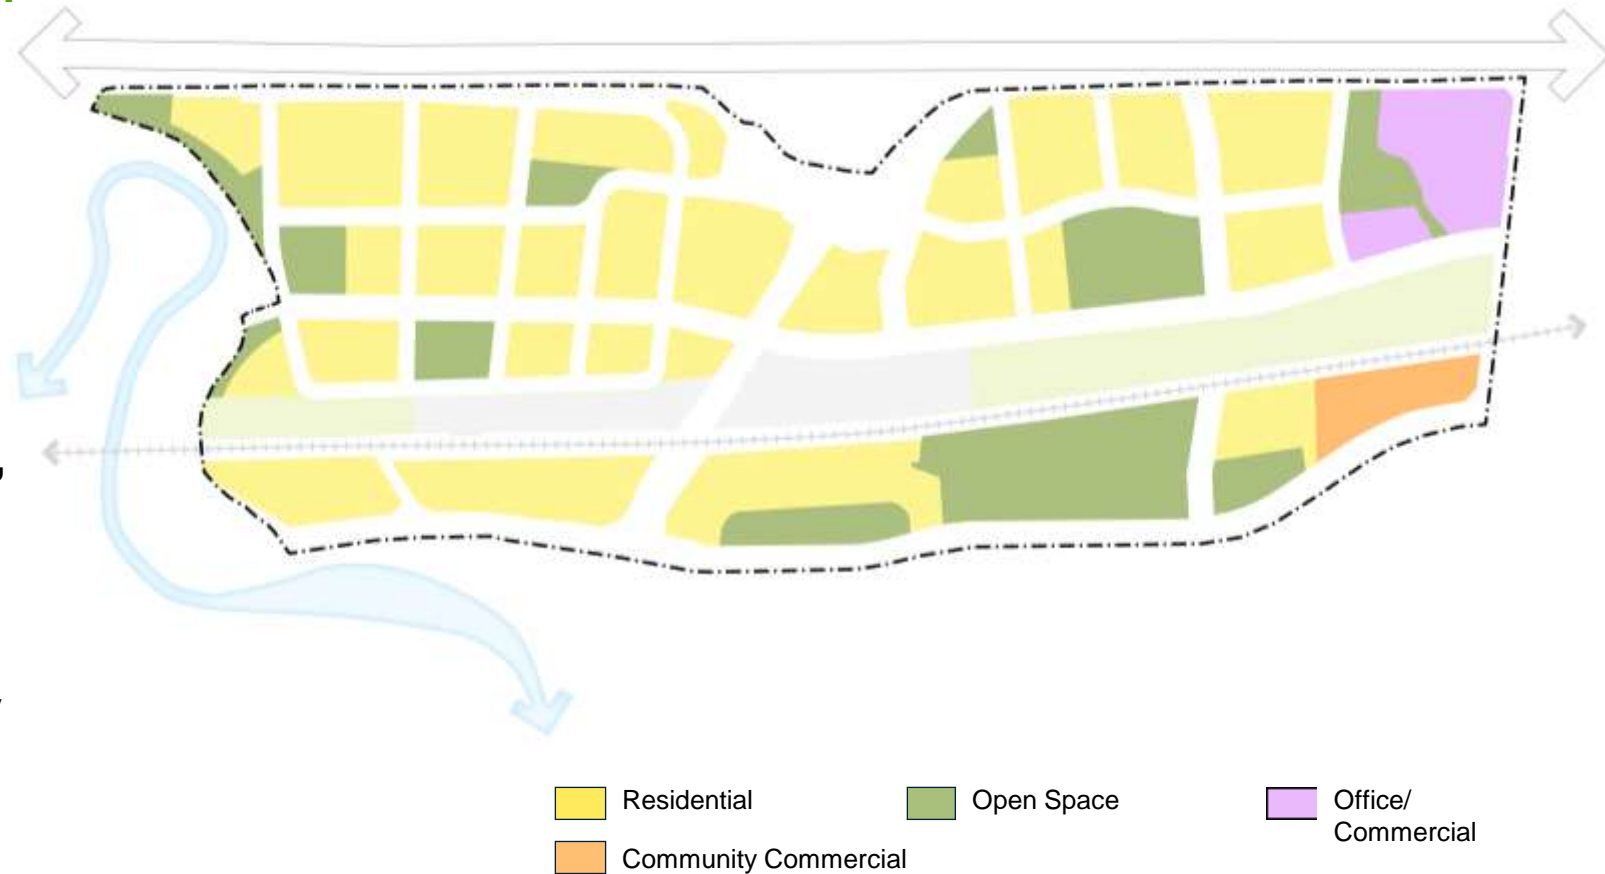 Residential
Open Space
Office/
Commercial
Community Commercial